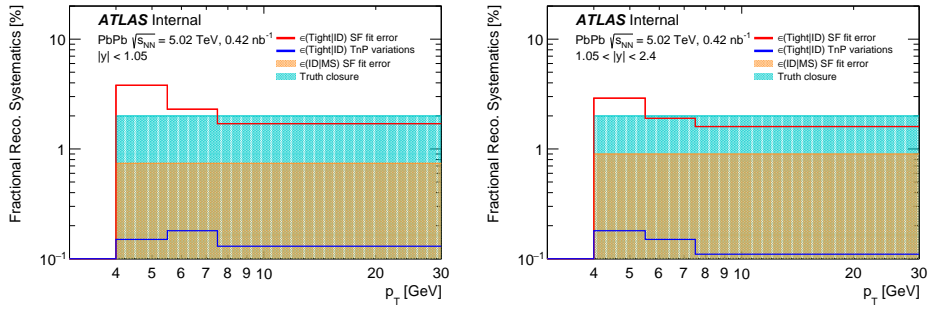 ATLAS Internal
PbPb √sNN = 5.02 TeV, 0.42 nb⁻¹
|y| < 1.05
∈(Tight|ID) SF fit error
∈(Tight|ID) TnP variations
∈(ID|MS) SF fit error
Truth closure
Fractional Reco. Systematics [%]
10
1
10⁻¹
4 5 6 7 8 9 10 20 30
pT [GeV]
ATLAS Internal
PbPb √sNN = 5.02 TeV, 0.42 nb⁻¹
1.05 < |y| < 2.4
∈(Tight|ID) SF fit error
∈(Tight|ID) TnP variations
∈(ID|MS) SF fit error
Truth closure
Fractional Reco. Systematics [%]
10
1
10⁻¹
4 5 6 7 8 9 10 20 30
pT [GeV]